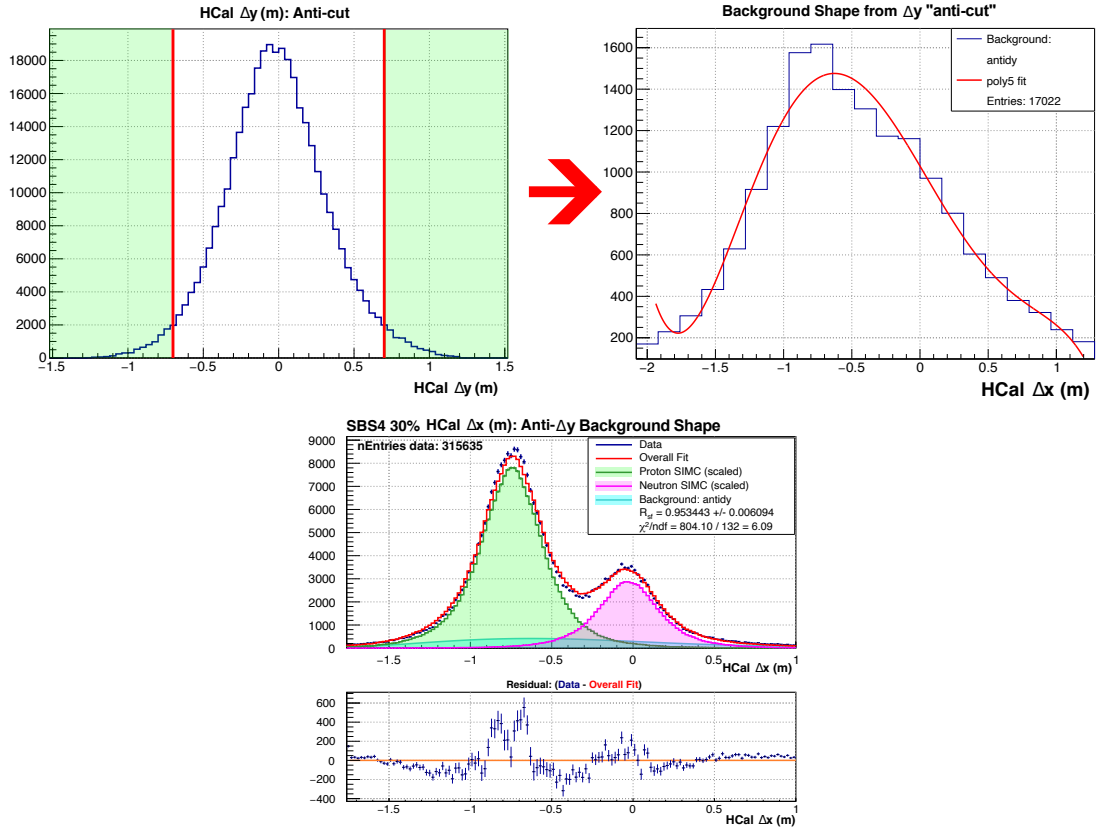 HCal Δy (m): Anti-cut
18000
16000
14000
12000
10000
8000
6000
4000
2000
0
−1.5 −1 −0.5 0 0.5 1 1.5
HCal Δy (m)
Background Shape from Δy "anti-cut"
1600
1400
1200
1000
800
600
400
200
Background:
antidy
poly5 fit
Entries: 17022
−2 −1.5 −1 −0.5 0 0.5 1
HCal Δx (m)
SBS4 30% HCal Δx (m): Anti-Δy Background Shape
nEntries data: 315635
9000
8000
7000
6000
5000
4000
3000
2000
1000
0
Data
Overall Fit
Proton SIMC (scaled)
Neutron SIMC (scaled)
Background: antidy
R_sf = 0.953443 +/- 0.006094
χ²/ndf = 804.10 / 132 = 6.09
−1.5 −1 −0.5 0 0.5 1
HCal Δx (m)
Residual: (Data - Overall Fit)
600
400
200
0
−200
−400
−1.5 −1 −0.5 0 0.5 1
HCal Δx (m)